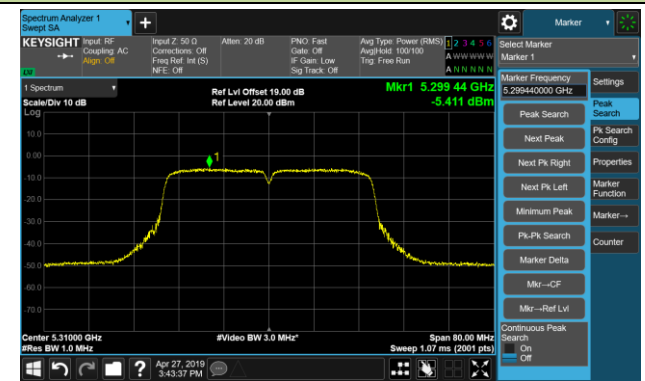 Spectrum Analyzer 1
Swept SA
+
Marker
KEYSIGHT
Input: RF
Coupling: AC
Align: Off
Input Z: 50 Ω
Corrections: Off
Freq Ref: Int (S)
NFE: Off
Atten: 20 dB
PNO: Fast
Gate: Off
IF Gain: Low
Sig Track: Off
Avg Type: Power (RMS)
Avg|Hold: 100/100
Trig: Free Run
1 2 3 4 5 6
A W W W W W
A N N N N N
LXI
Select Marker
Marker 1
1 Spectrum
Scale/Div 10 dB
Log
Ref Lvl Offset 19.00 dB
Ref Level 20.00 dBm
Mkr1 5.299 44 GHz
-5.411 dBm
10.0
0.00
-10.0
-20.0
-30.0
-40.0
-50.0
-60.0
-70.0
1
Center 5.31000 GHz
#Res BW 1.0 MHz
#Video BW 3.0 MHz*
Span 80.00 MHz
Sweep 1.07 ms (2001 pts)
Marker Frequency
5.299440000 GHz
Peak Search
Next Peak
Next Pk Right
Next Pk Left
Minimum Peak
Pk-Pk Search
Marker Delta
Mkr→CF
Mkr→Ref Lvl
Continuous Peak
Search
On
Off
Settings
Peak
Search
Pk Search
Config
Properties
Marker
Function
Marker→
Counter
?
Apr 27, 2019
3:43:37 PM